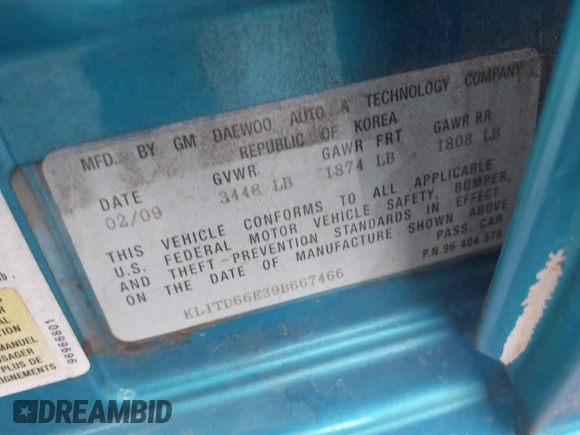 MFD. BY GM DAEWOO AUTO & TECHNOLOGY COMPANY
REPUBLIC OF KOREA
DATE GVWR GAWR FRT GAWR RR
02/09 3448 LB 1874 LB 1808 LB
THIS VEHICLE CONFORMS TO ALL APPLICABLE
U.S. FEDERAL MOTOR VEHICLE SAFETY, BUMPER,
AND THEFT-PREVENTION STANDARDS IN EFFECT
ON THE DATE OF MANUFACTURE SHOWN ABOVE
PASS. CAR
KL1TD66E39B667466
P.N. 96 404 578
96966801
MANUEL
PLUS DE
DREAMBID